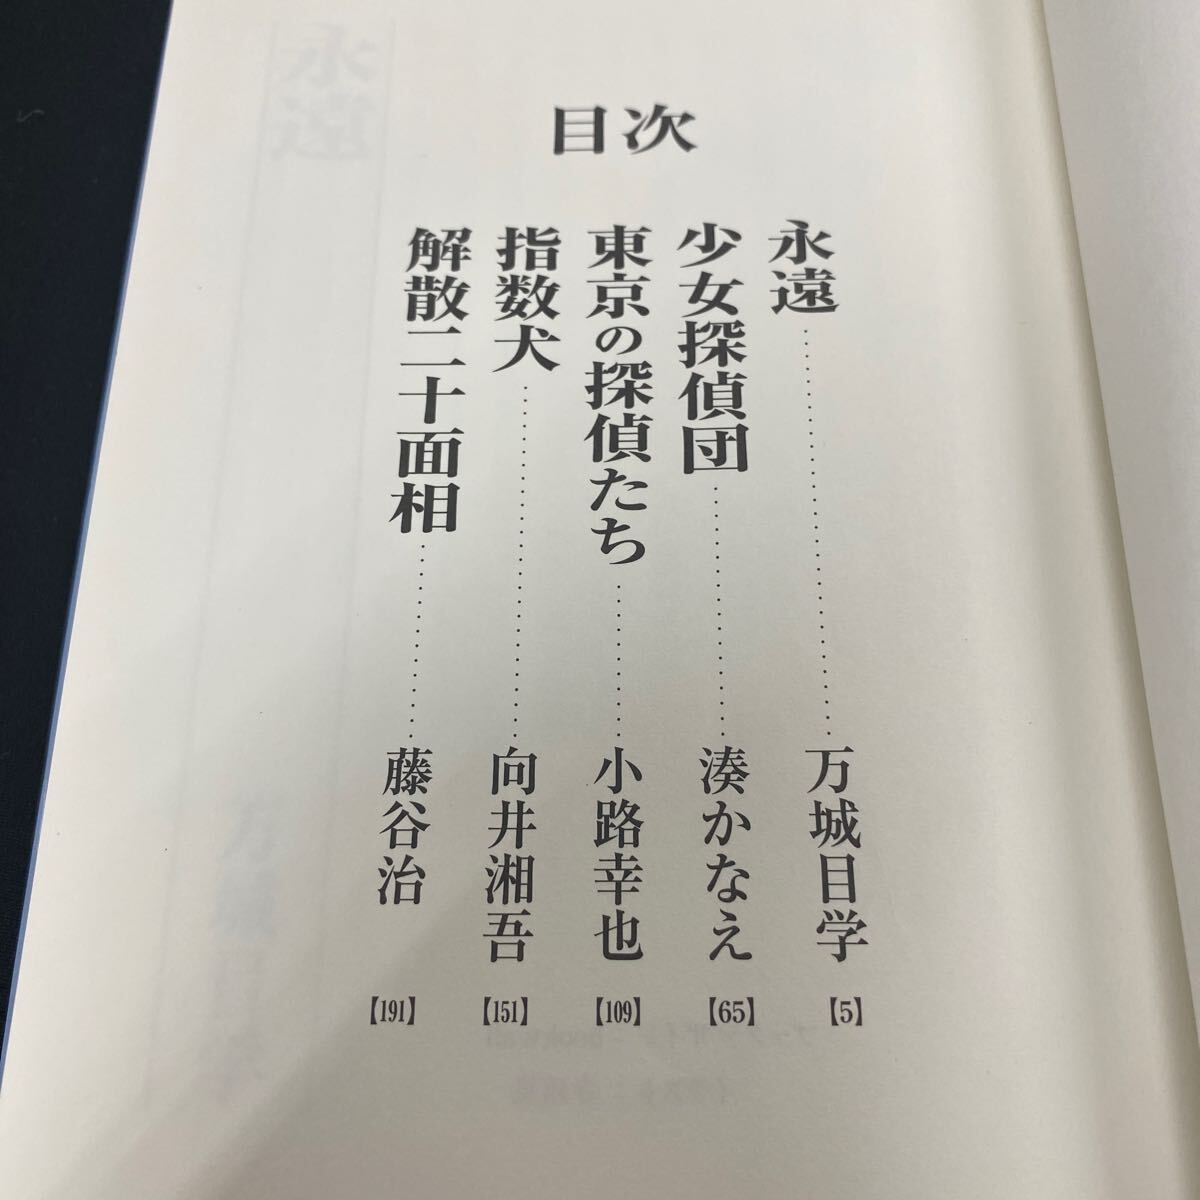 目次
永遠…………万城目学【5】
少女探偵団…………湊かなえ【65】
東京の探偵たち…………小路幸也【109】
指数犬…………向井湘吾【151】
解散二十面相…………藤谷治【191】